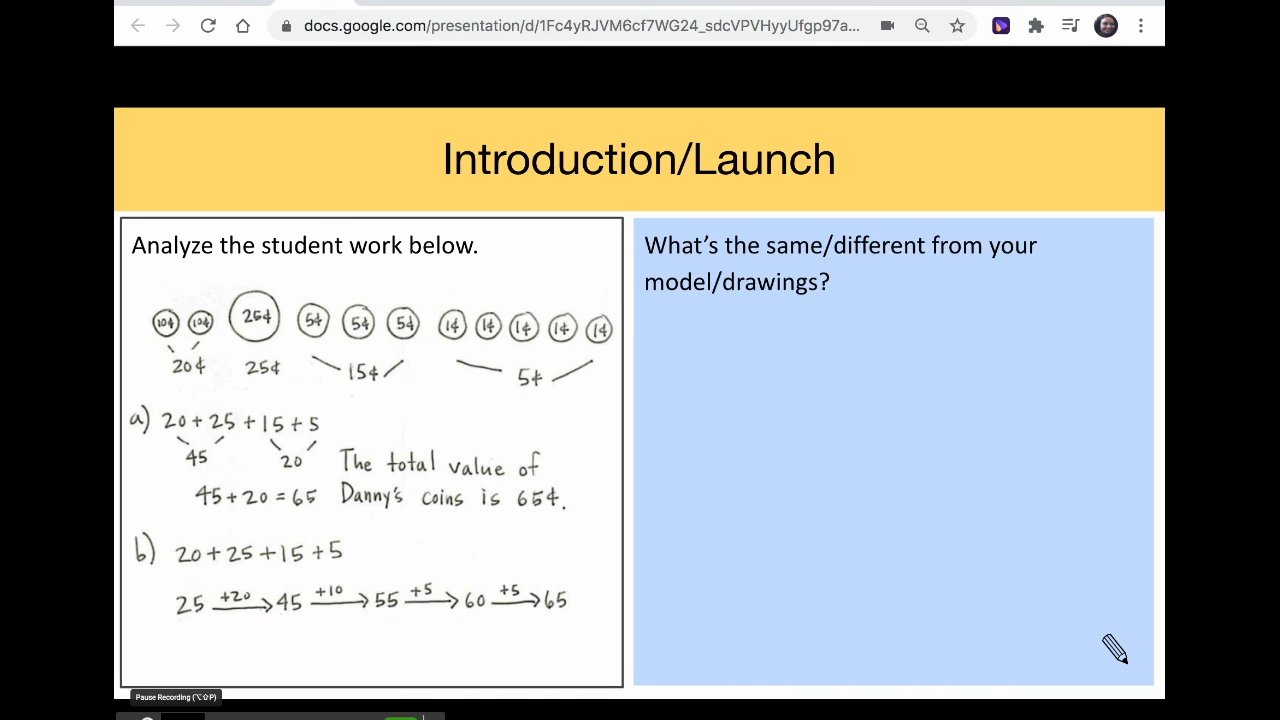 docs.google.com/presentation/d/1Fc4yRJVM6cf7WG24_sdcVPVHyyUfgp97a...
Introduction/Launch
Analyze the student work below.
10¢ 10¢ 25¢ 5¢ 5¢ 5¢ 1¢ 1¢ 1¢ 1¢ 1¢
20¢ 25¢ 15¢ 5¢
a) 20 + 25 + 15 + 5
45 20
The total value of
45 + 20 = 65 Danny's coins is 65¢.
b) 20 + 25 + 15 + 5
+20 +10 +5 +5
25 → 45 → 55 → 60 → 65
What's the same/different from your
model/drawings?
Pause Recording (⌥⇧P)